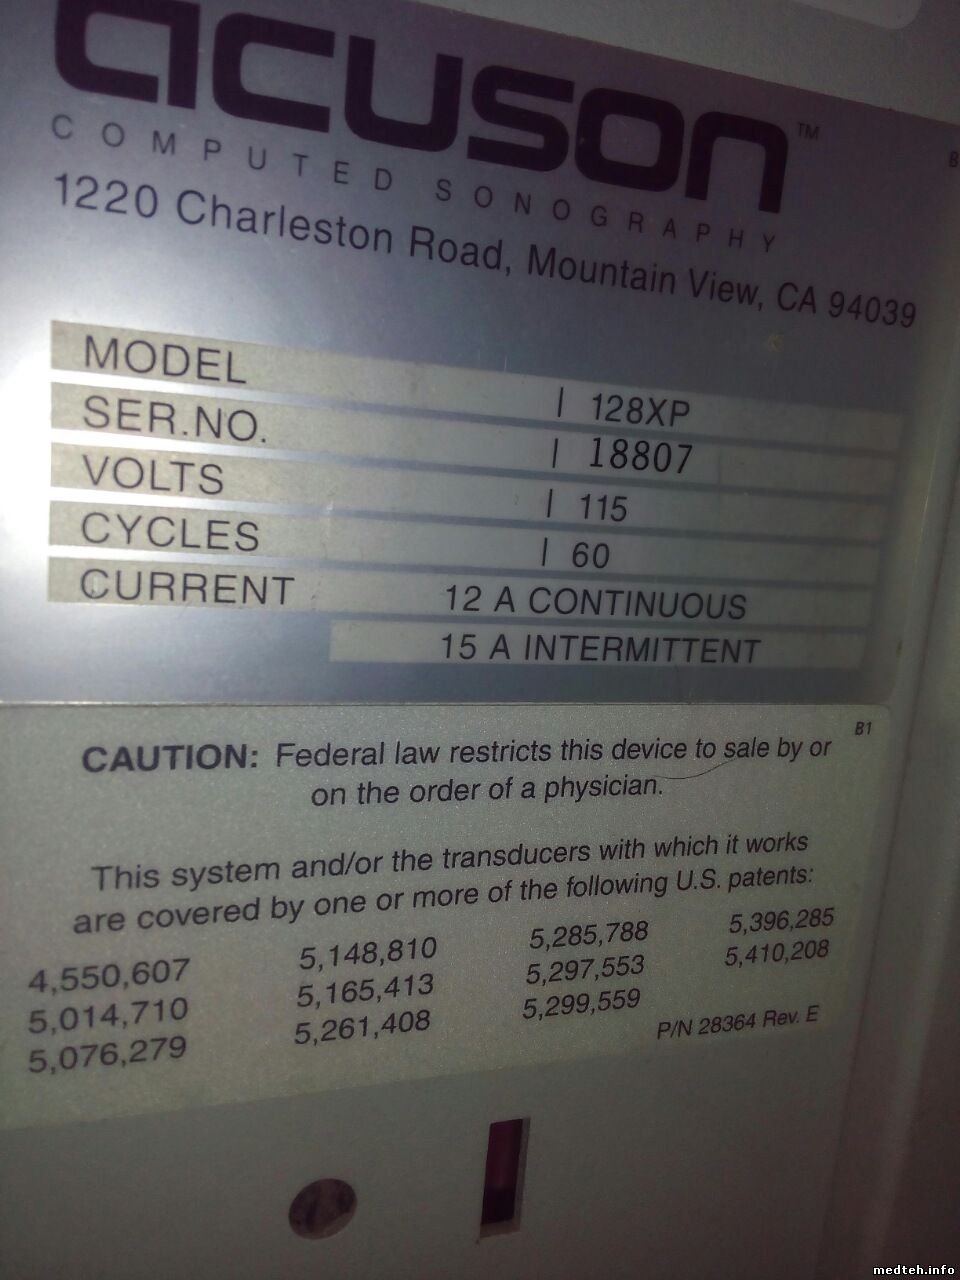 acuson™
COMPUTED SONOGRAPHY
1220 Charleston Road, Mountain View, CA 94039
MODEL | 128XP
SER.NO. | 18807
VOLTS | 115
CYCLES | 60
CURRENT 12 A CONTINUOUS
15 A INTERMITTENT
B1
CAUTION: Federal law restricts this device to sale by or
on the order of a physician.
This system and/or the transducers with which it works
are covered by one or more of the following U.S. patents:
4,550,607 5,148,810 5,285,788 5,396,285
5,014,710 5,165,413 5,297,553 5,410,208
5,076,279 5,261,408 5,299,559
P/N 28364 Rev. E
medteh.info